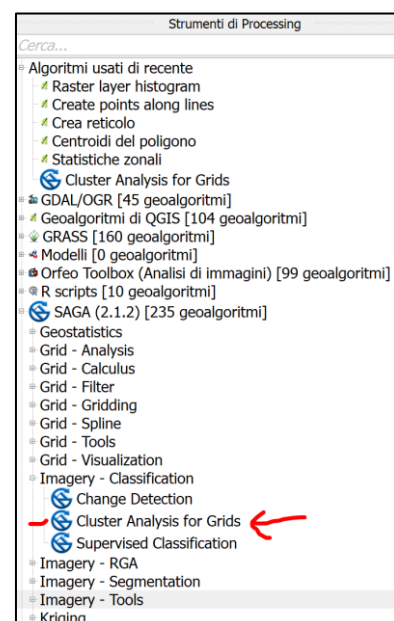 Strumenti di Processing
Cerca...
Algoritmi usati di recente
Raster layer histogram
Create points along lines
Crea reticolo
Centroidi del poligono
Statistiche zonali
Cluster Analysis for Grids
GDAL/OGR [45 geoalgoritmi]
Geoalgoritmi di QGIS [104 geoalgoritmi]
GRASS [160 geoalgoritmi]
Modelli [0 geoalgoritmi]
Orfeo Toolbox (Analisi di immagini) [99 geoalgoritmi]
R scripts [10 geoalgoritmi]
SAGA (2.1.2) [235 geoalgoritmi]
Geostatistics
Grid - Analysis
Grid - Calculus
Grid - Filter
Grid - Gridding
Grid - Spline
Grid - Tools
Grid - Visualization
Imagery - Classification
Change Detection
Cluster Analysis for Grids
Supervised Classification
Imagery - RGA
Imagery - Segmentation
Imagery - Tools
Kriging